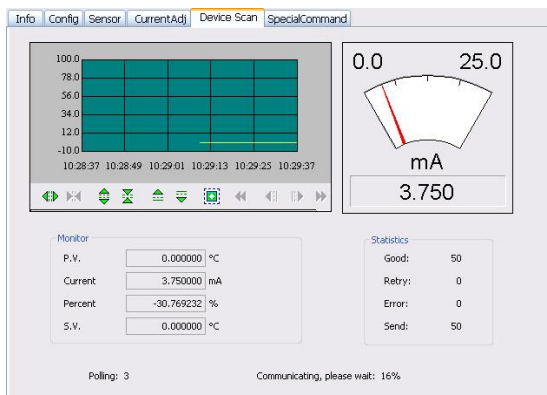 Info Config Sensor CurrentAdj Device Scan SpecialCommand
100.0
78.0
56.0
34.0
12.0
-10.0
10:28:37 10:28:49 10:29:01 10:29:13 10:29:25 10:29:37
0.0 25.0
mA
3.750
Monitor
P.V. 0.000000 °C
Current 3.750000 mA
Percent -30.769232 %
S.V. 0.000000 °C
Statistics
Good: 50
Retry: 0
Error: 0
Send: 50
Polling: 3 Communicating, please wait: 16%